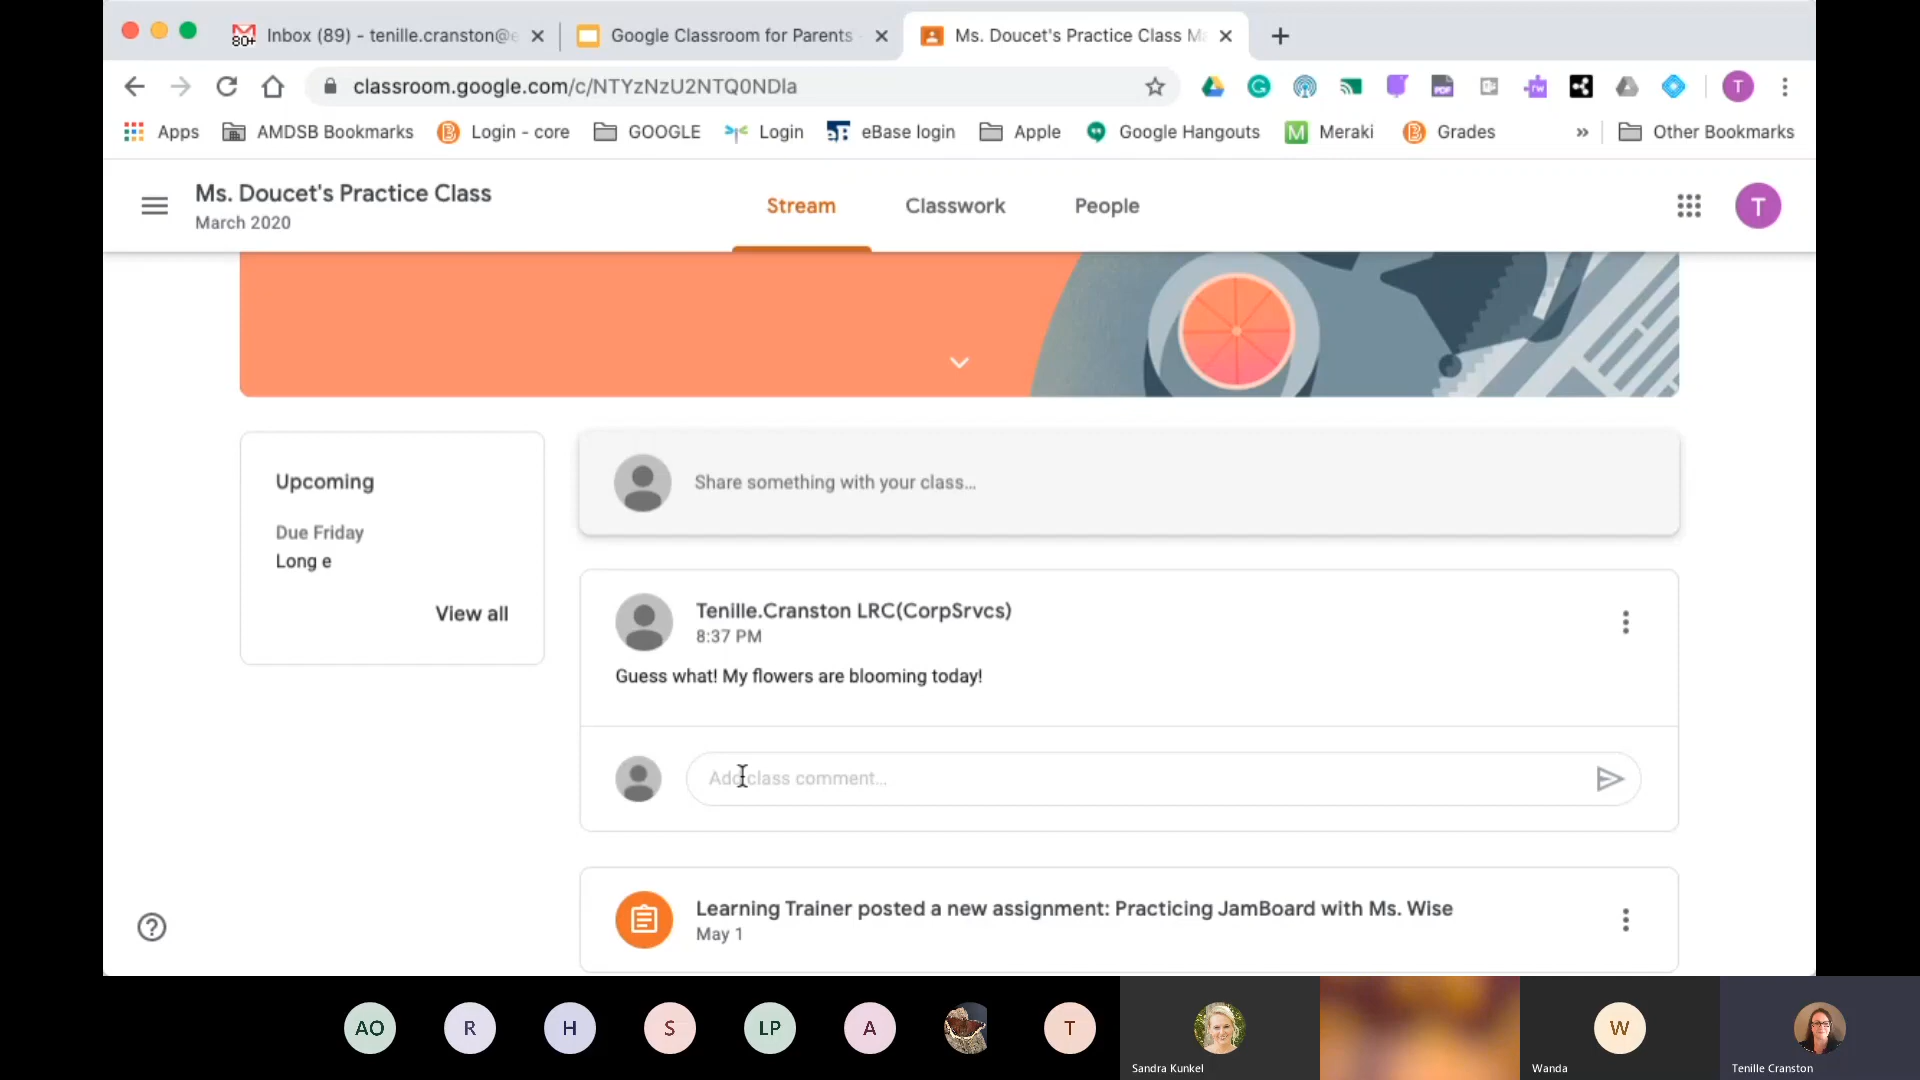 Inbox (89) - tenille.cranston@e
Google Classroom for Parents -
Ms. Doucet's Practice Class Ma
80+
classroom.google.com/c/NTYzNzU2NTQ0NDla
PDF
rw
T
Apps
AMDSB Bookmarks
Login - core
GOOGLE
Login
eBase login
Apple
Google Hangouts
M
Meraki
Grades
»
Other Bookmarks
Ms. Doucet's Practice Class
March 2020
Stream
Classwork
People
T
Upcoming
Due Friday
Long e
View all
Share something with your class...
Tenille.Cranston LRC(CorpSrvcs)
8:37 PM
Guess what! My flowers are blooming today!
Add class comment...
Learning Trainer posted a new assignment: Practicing JamBoard with Ms. Wise
May 1
AO
R
H
S
LP
A
T
W
Sandra Kunkel
Wanda
Tenille Cranston